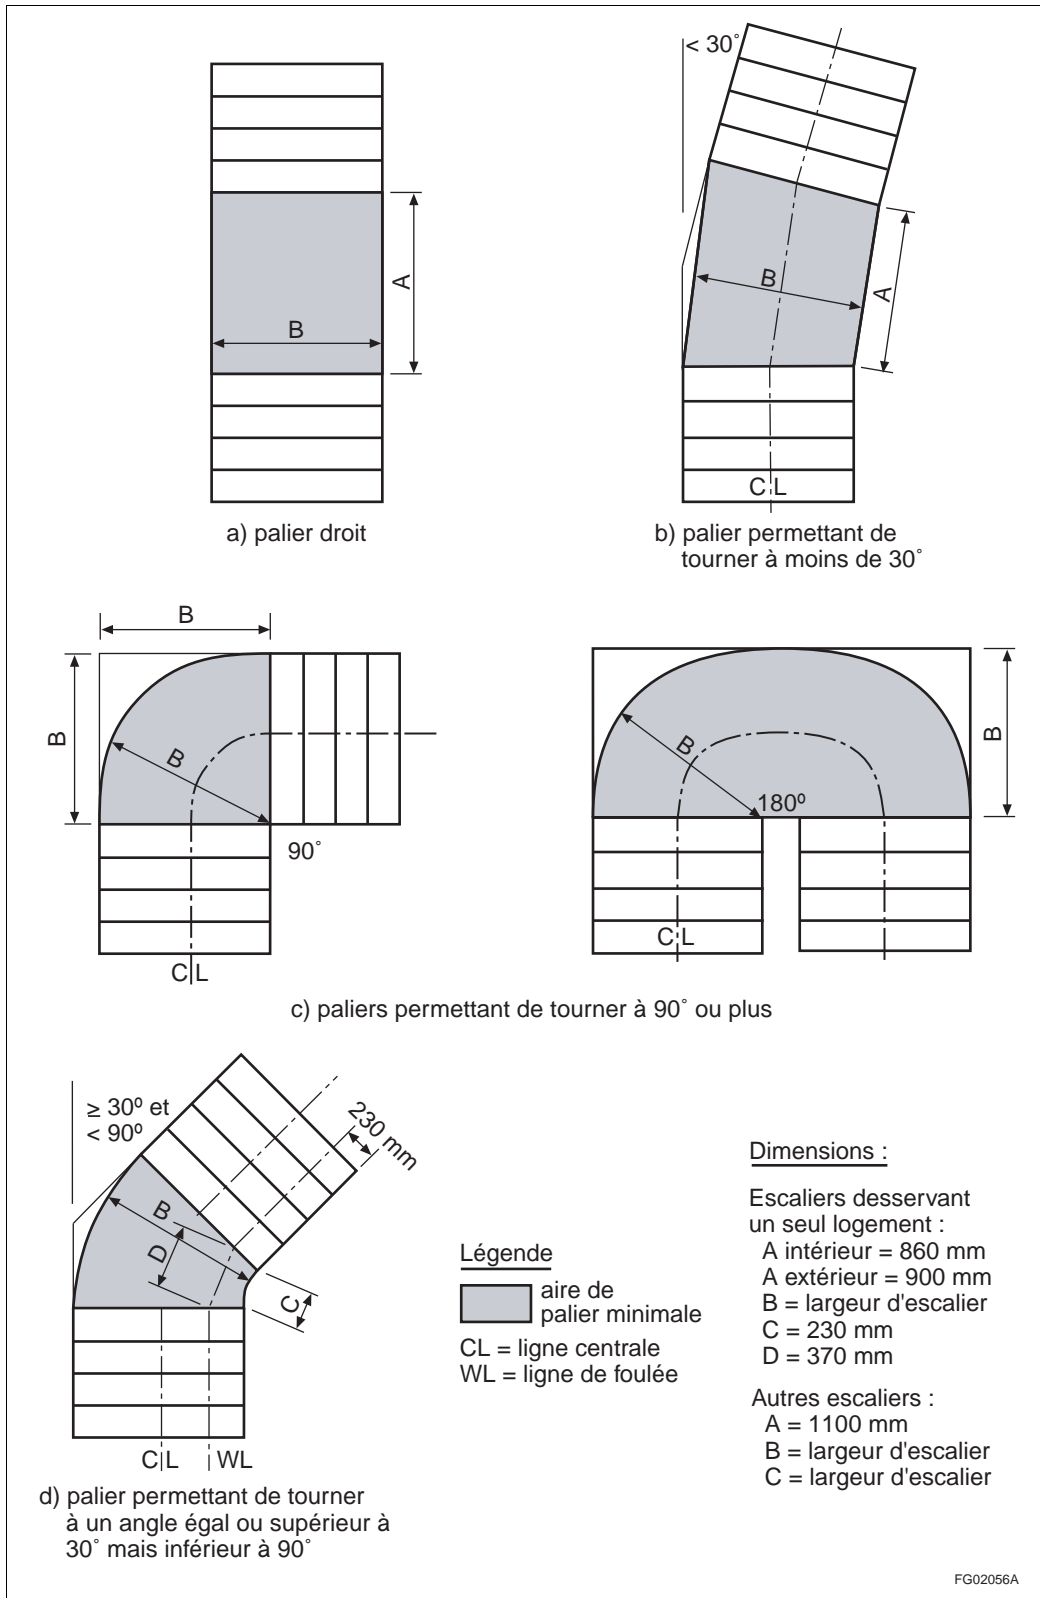 < 30˚
A
B
B
A
C L
a) palier droit
b) palier permettant de
tourner à moins de 30˚
B
B
B
90˚
C L
B
B
180º
C L
c) paliers permettant de tourner à 90˚ ou plus
≥ 30º et
< 90º
230 mm
B
D
C
C L
WL
d) palier permettant de tourner
à un angle égal ou supérieur à
30˚ mais inférieur à 90˚
Légende
aire de
palier minimale
CL = ligne centrale
WL = ligne de foulée
Dimensions :
Escaliers desservant
un seul logement :
A intérieur = 860 mm
A extérieur = 900 mm
B = largeur d'escalier
C = 230 mm
D = 370 mm
Autres escaliers :
A = 1100 mm
B = largeur d'escalier
C = largeur d'escalier
FG02056A